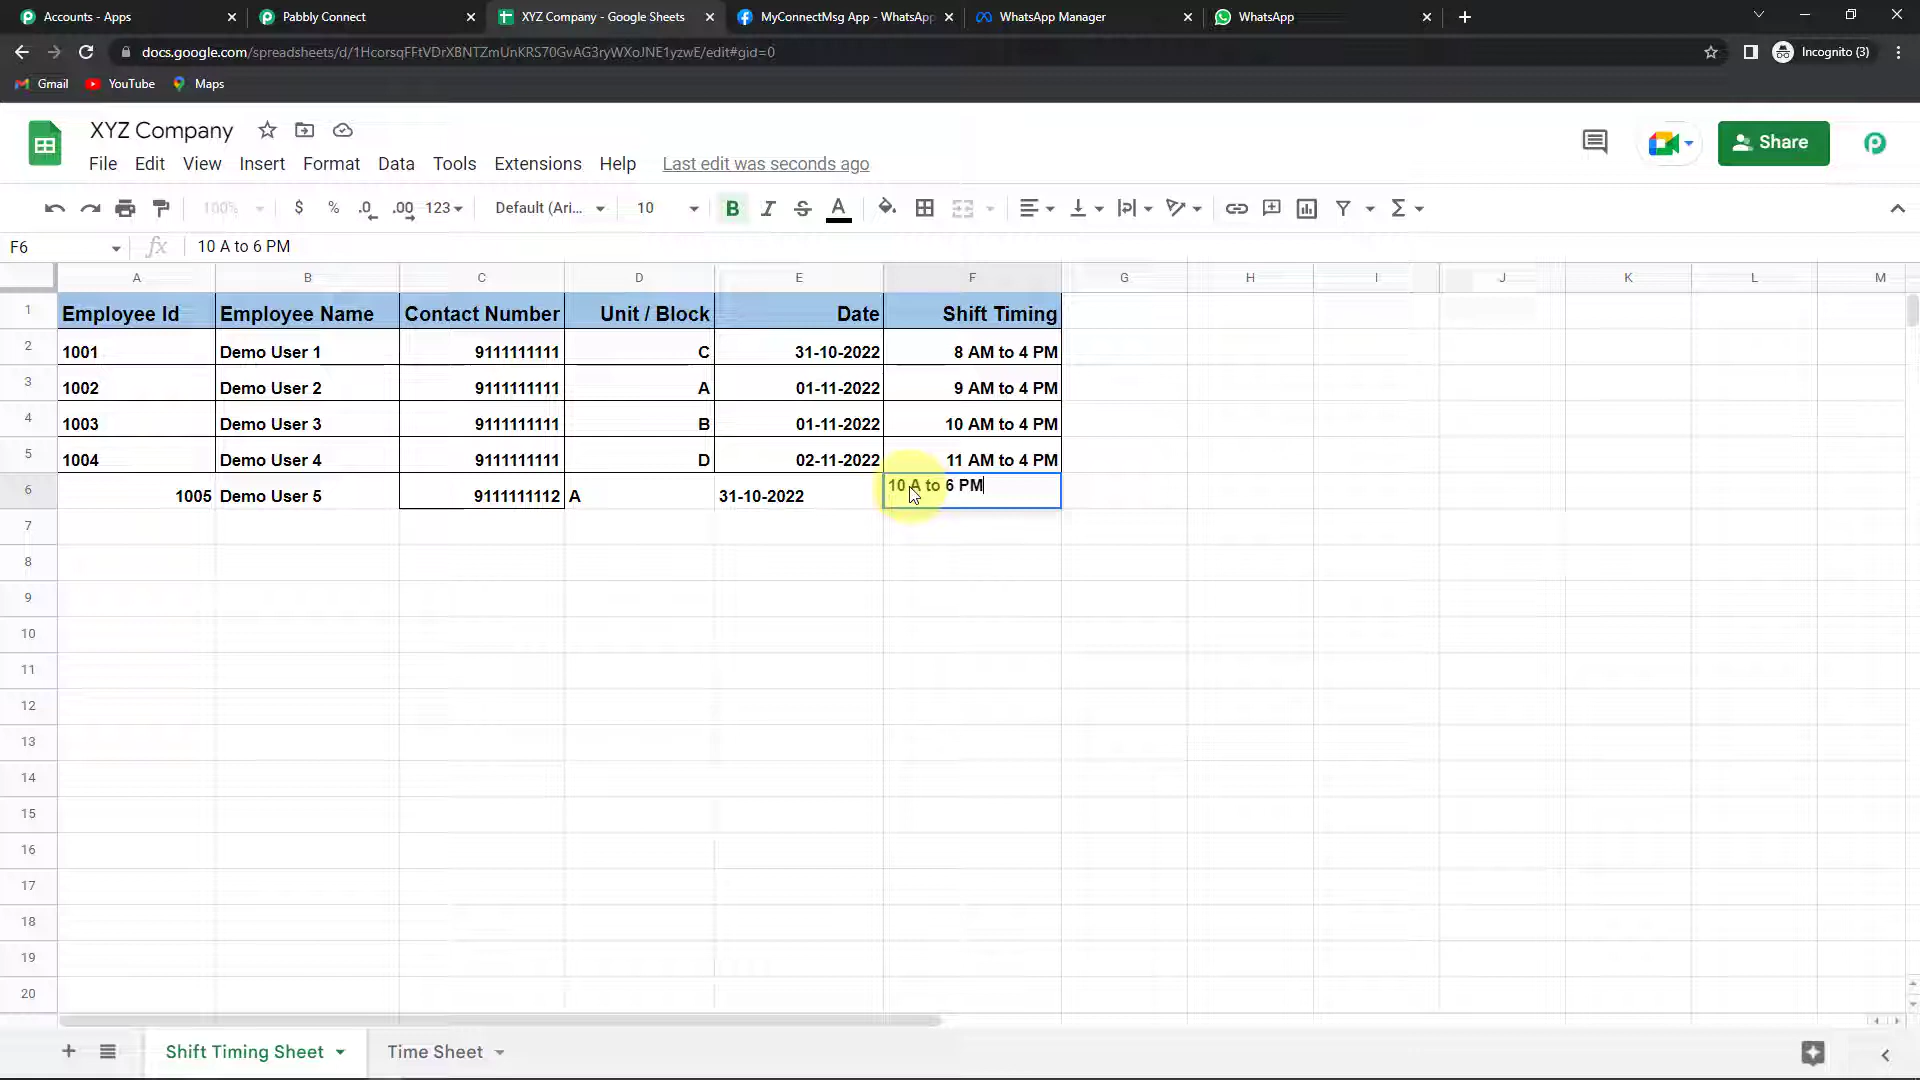 Accounts - Apps
Pabbly Connect
XYZ Company - Google Sheets
MyConnectMsg App - WhatsApp
WhatsApp Manager
WhatsApp
docs.google.com/spreadsheets/d/1HcorsqFFtVDrXBNTZmUnKRS70GvAG3ryWXoJNE1yzwE/edit#gid=0
Incognito (3)
Gmail
YouTube
Maps
XYZ Company
Share
File Edit View Insert Format Data Tools Extensions Help Last edit was seconds ago
100% $ % .0 .00 123 Default (Ari... 10 B I S A
F6 fx 10 A to 6 PM
A B C D E F G H I J K L M
1 Employee Id Employee Name Contact Number Unit / Block Date Shift Timing
2 1001 Demo User 1 9111111111 C 31-10-2022 8 AM to 4 PM
3 1002 Demo User 2 9111111111 A 01-11-2022 9 AM to 4 PM
4 1003 Demo User 3 9111111111 B 01-11-2022 10 AM to 4 PM
5 1004 Demo User 4 9111111111 D 02-11-2022 11 AM to 4 PM
6 1005 Demo User 5 9111111112 A 31-10-2022 10 A to 6 PM
7
8
9
10
11
12
13
14
15
16
17
18
19
20
Shift Timing Sheet Time Sheet